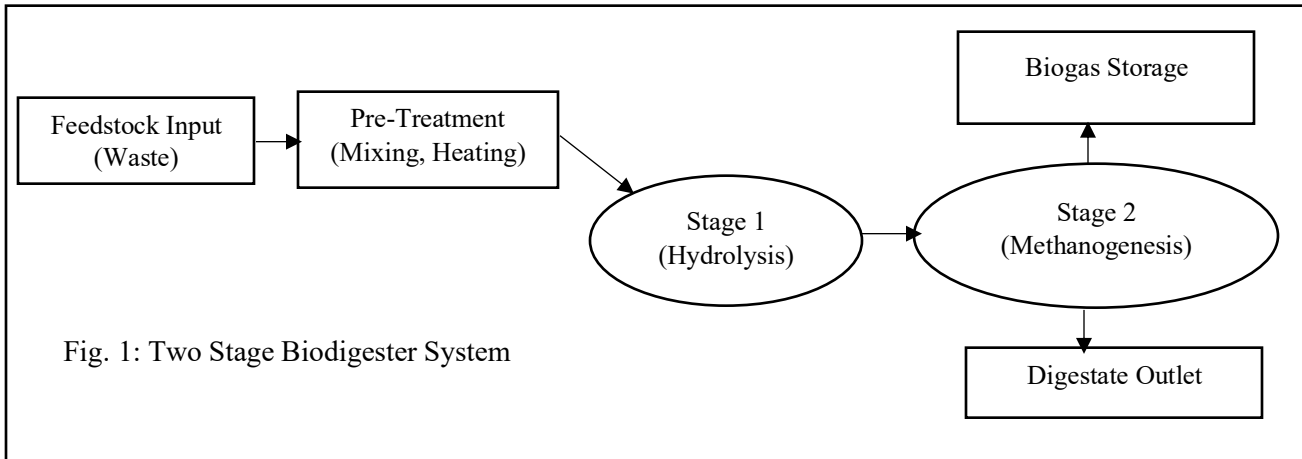 Feedstock Input
(Waste)
Pre-Treatment
(Mixing, Heating)
Stage 1
(Hydrolysis)
Stage 2
(Methanogenesis)
Biogas Storage
Digestate Outlet
Fig. 1: Two Stage Biodigester System